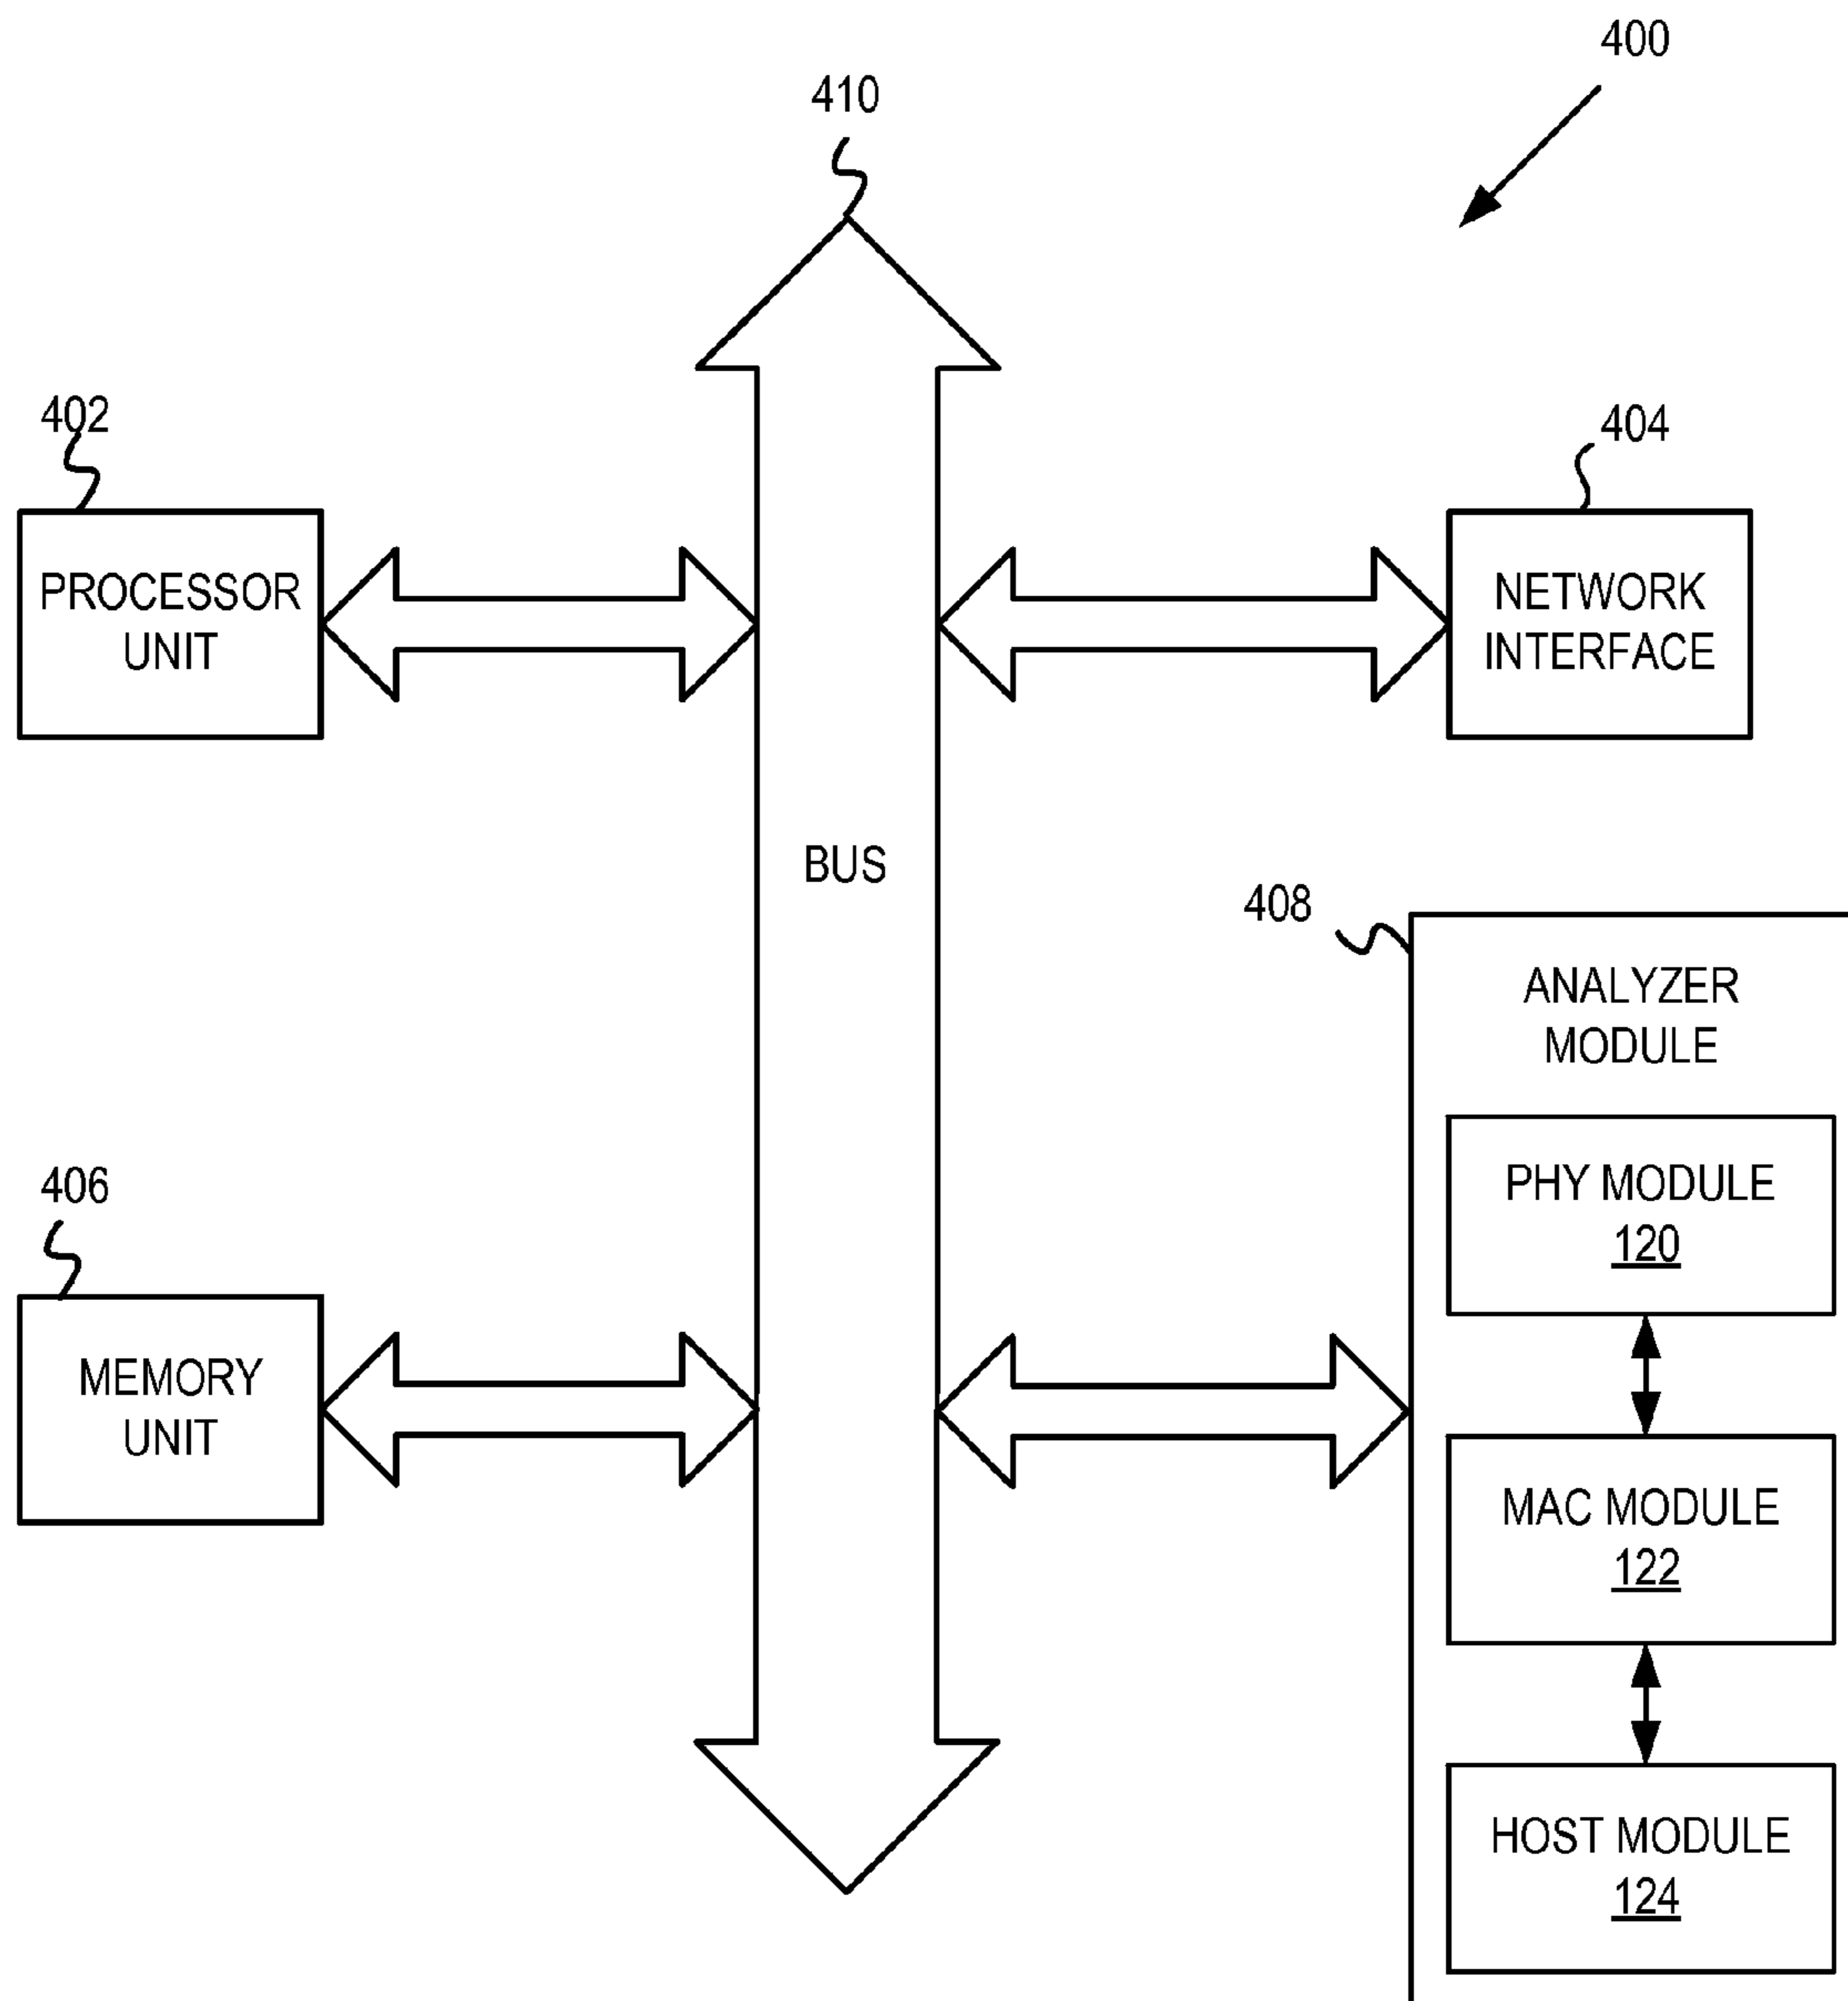 400
410
402
404
PROCESSOR
UNIT
NETWORK
INTERFACE
BUS
408
ANALYZER
MODULE
PHY MODULE
120
406
MEMORY
UNIT
MAC MODULE
122
HOST MODULE
124